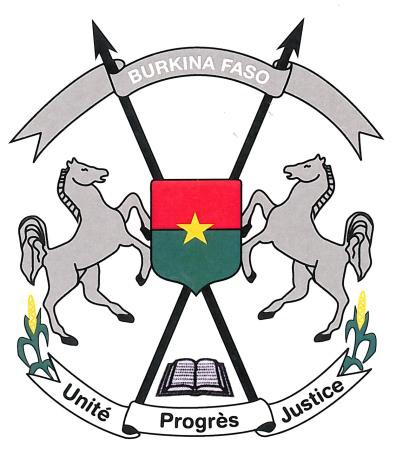 BURKINA FASO
Unité Progrès Justice